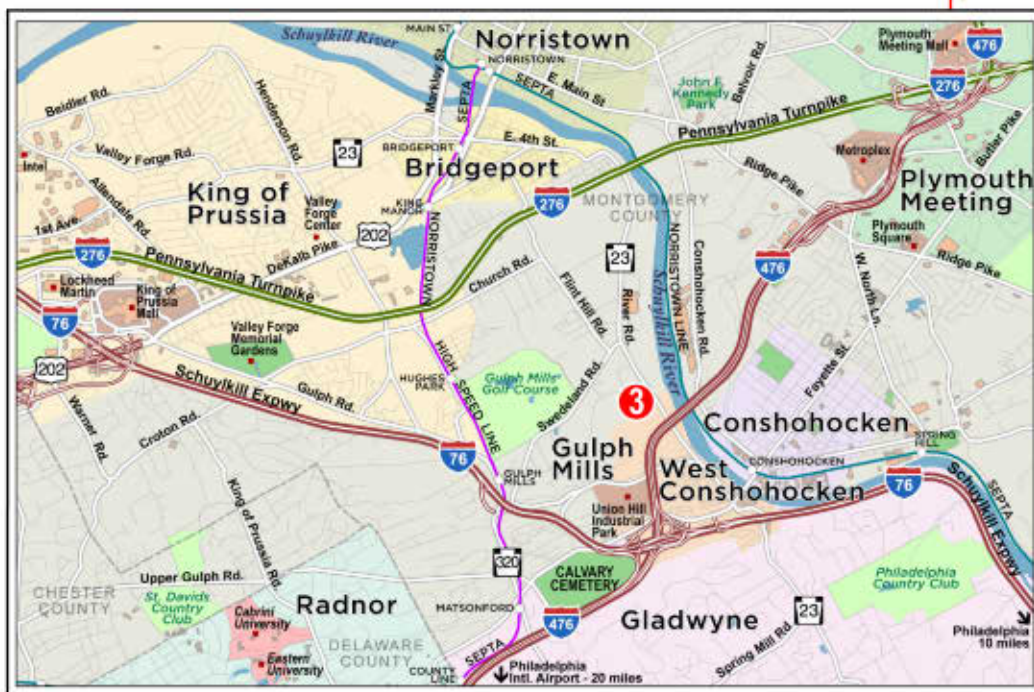 MAIN ST
Schuylkill River
Norristown
NORRISTOWN
Plymouth
Meeting Mall
476
276
Beidler Rd.
Henderson Rd.
Markley St.
SEPTA
SEPTA
E. Main St
John F.
Kennedy
Park
Belvoir Rd.
Pennsylvania Turnpike
Butler Pike
Intel
Valley Forge Rd.
23
BRIDGEPORT
E. 4th St.
Bridgeport
Ridge Pike
Metroplex
Plymouth
Meeting
Allendale Rd.
1st Ave.
King of
Prussia
Valley
Forge
Center
KING
MANOR
202
DeKalb Pike
276
MONTGOMERY
COUNTY
23
476
Plymouth
Square
Ridge Pike
276
Pennsylvania Turnpike
NORRISTOWN
Church Rd.
Flint Hill Rd.
River Rd.
Schuylkill River
NORRISTOWN LINE
Conshohocken Rd.
W. North Ln.
Lockheed
Martin
King of
Prussia
Mall
76
202
Valley Forge
Memorial
Gardens
HIGH SPEED LINE
Fayette St.
Schuylkill Expwy
Gulph Rd.
HUGHES
PARK
Gulph Mills
Golf Course
Swedeland Rd.
3
Warner Rd.
Croton Rd.
76
GULPH
MILLS
Gulph
Mills
Conshohocken
SPRING
HILL
CONSHOHOCKEN
West
Conshohocken
76
Schuylkill Expwy
SEPTA
King of Prussia Rd.
Union Hill
Industrial
Park
320
CALVARY
CEMETERY
CHESTER
COUNTY
Upper Gulph Rd.
St. Davids
Country
Club
Radnor
MATSONFORD
476
Gladwyne
23
Philadelphia
Country Club
Cabrini
University
Eastern
University
DELAWARE
COUNTY
COUNTY
LINE
SEPTA
Philadelphia
Intl. Airport - 20 miles
Spring Mill Rd.
Philadelphia
10 miles